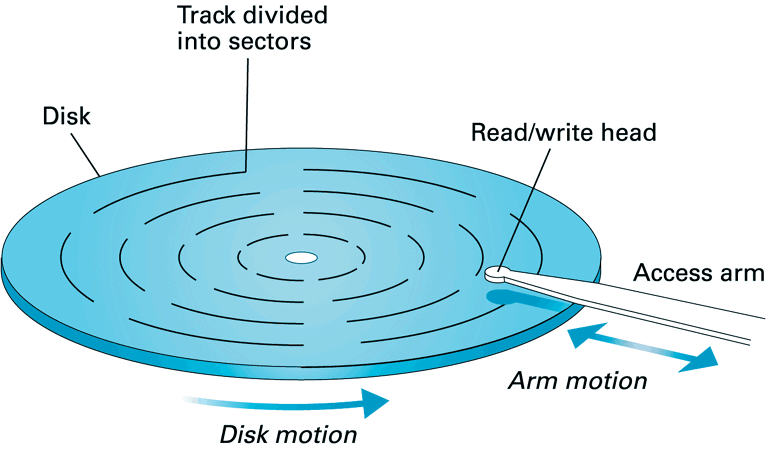 Track divided
into sectors
Disk
Read/write head
Access arm
Arm motion
Disk motion